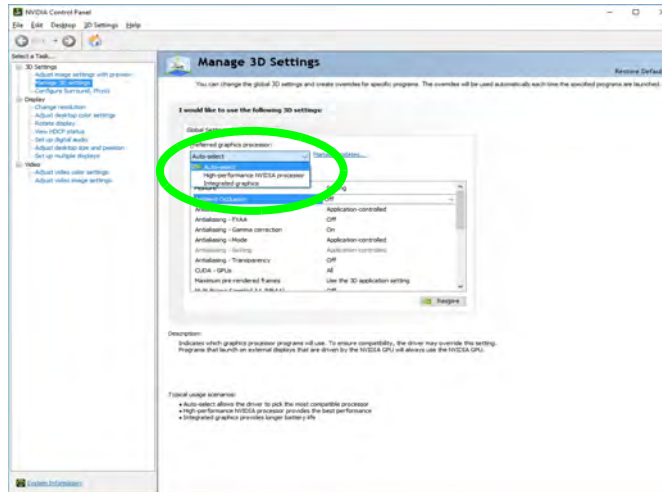 NVIDIA Control Panel
File Edit Desktop 3D Settings Help
Select a Task...
3D Settings
Adjust image settings with preview
Manage 3D settings
Configure Surround, PhysX
Display
Change resolution
Adjust desktop color settings
Rotate display
View HDCP status
Set up digital audio
Adjust desktop size and position
Set up multiple displays
Video
Adjust video color settings
Adjust video image settings
System Information
Manage 3D Settings
Restore Default
You can change the global 3D settings and create overrides for specific programs. The overrides will be used automatically each time the specified programs are launched.
I would like to use the following 3D settings:
Global Settings
Preferred graphics processor:
Auto-select
Auto-select
High-performance NVIDIA processor
Integrated graphics
Ambient Occlusion Off
Application-controlled
Antialiasing - FXAA Off
Antialiasing - Gamma correction On
Antialiasing - Mode Application-controlled
Antialiasing - Setting Application-controlled
Antialiasing - Transparency Off
CUDA - GPUs All
Maximum pre-rendered frames Use the 3D application setting
Restore
Description:
Indicates which graphics processor programs will use. To ensure compatibility, the driver may override this setting.
Programs that launch on external displays that are driven by the NVIDIA GPU will always use the NVIDIA GPU.
Typical usage scenarios:
• Auto-select allows the driver to pick the most compatible processor
• High-performance NVIDIA processor provides the best performance
• Integrated graphics provides longer battery life